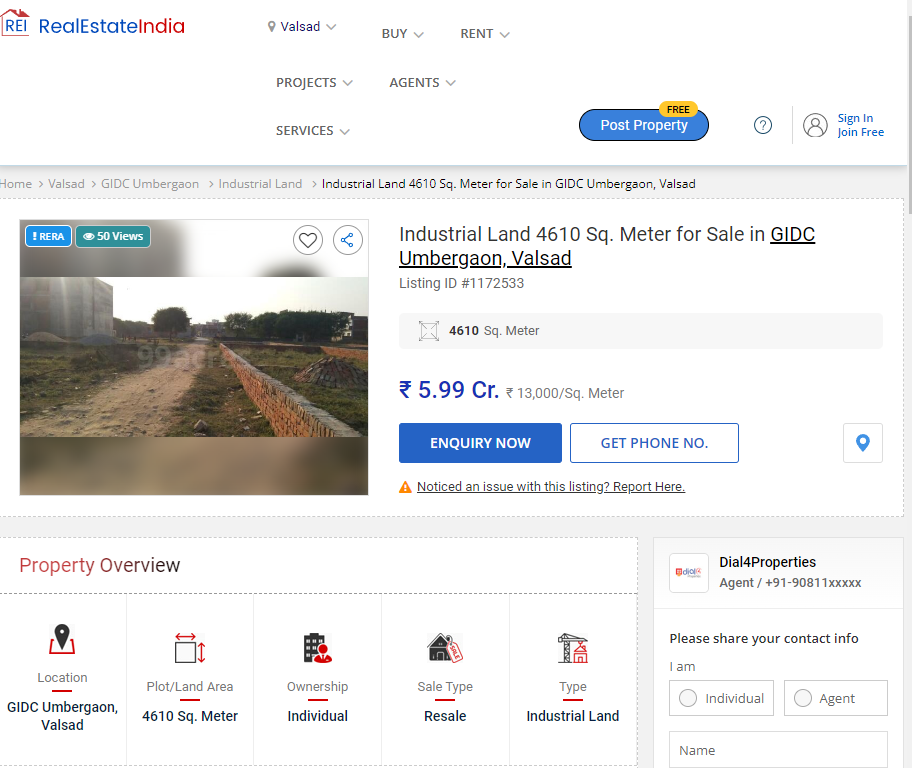 REI RealEstateIndia
Valsad
BUY
RENT
PROJECTS
AGENTS
SERVICES
FREE
Post Property
?
Sign In
Join Free
Home > Valsad > GIDC Umbergaon > Industrial Land > Industrial Land 4610 Sq. Meter for Sale in GIDC Umbergaon, Valsad
! RERA
50 Views
Industrial Land 4610 Sq. Meter for Sale in GIDC
Umbergaon, Valsad
Listing ID #1172533
4610 Sq. Meter
₹ 5.99 Cr. ₹ 13,000/Sq. Meter
ENQUIRY NOW
GET PHONE NO.
Noticed an issue with this listing? Report Here.
Property Overview
Location
GIDC Umbergaon,
Valsad
Plot/Land Area
4610 Sq. Meter
Ownership
Individual
SALE
Sale Type
Resale
Type
Industrial Land
Dial4Properties
Agent / +91-90811xxxxx
Please share your contact info
I am
Individual
Agent
Name